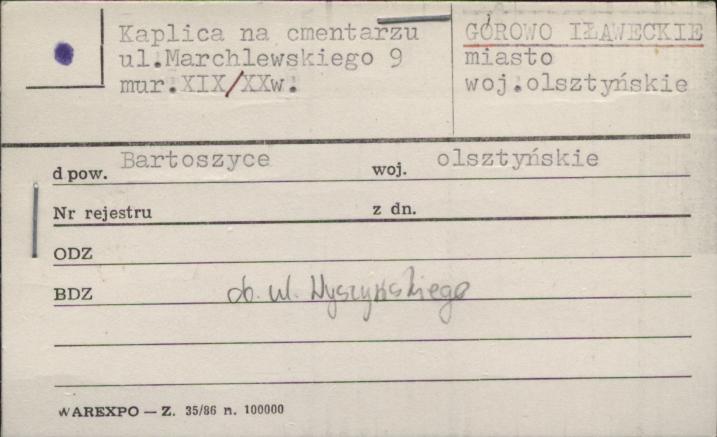 Kaplica na cmentarzu
ul.Marchlewskiego 9
mur.XIX/XXw.
GÓROWO IŁAWECKIE
miasto
woj.olsztyńskie
d pow. Bartoszyce woj. olsztyńskie
Nr rejestru z dn.
ODZ
BDZ ob. ul. Wyszyńskiego
WAREXPO — Z. 35/86 n. 100000